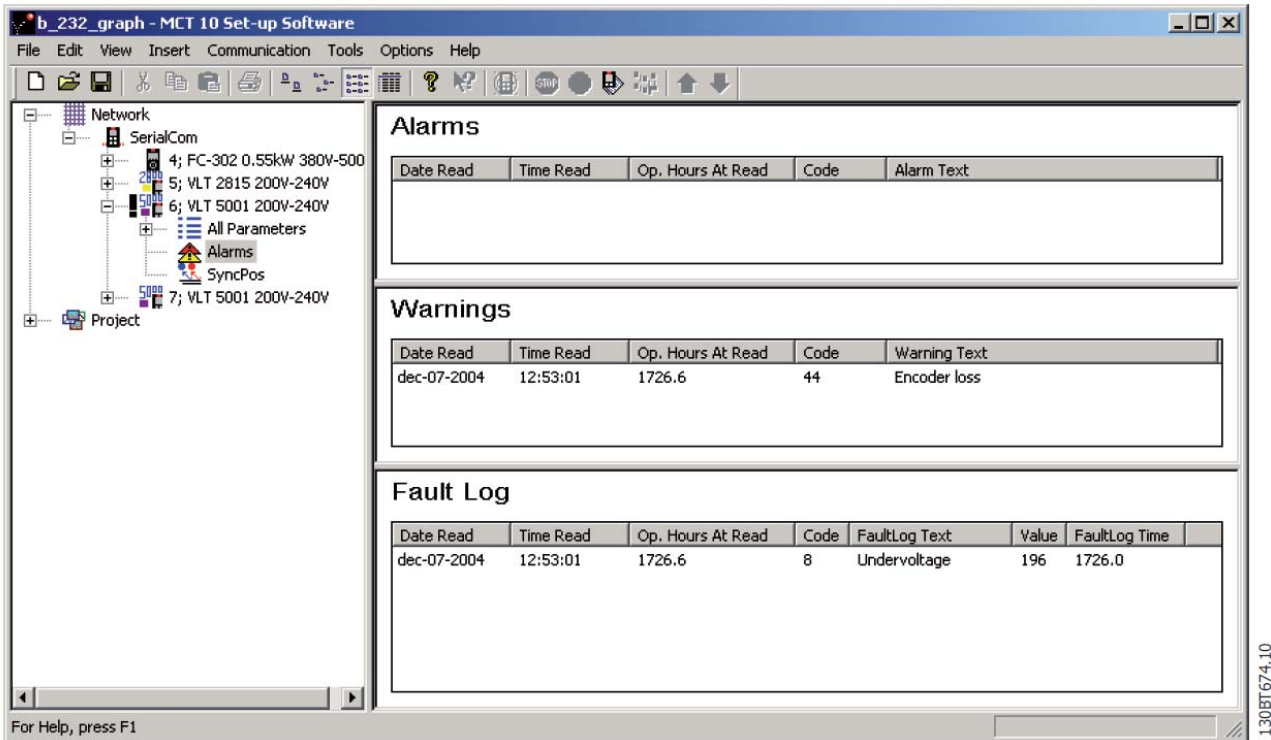 b_232_graph - MCT 10 Set-up Software
File Edit View Insert Communication Tools Options Help
STOP
Network
SerialCom
4; FC-302 0.55kW 380V-500
2800 5; VLT 2815 200V-240V
5000 6; VLT 5001 200V-240V
All Parameters
Alarms
SyncPos
5000 7; VLT 5001 200V-240V
Project
Alarms
Date Read Time Read Op. Hours At Read Code Alarm Text
Warnings
Date Read Time Read Op. Hours At Read Code Warning Text
dec-07-2004 12:53:01 1726.6 44 Encoder loss
Fault Log
Date Read Time Read Op. Hours At Read Code FaultLog Text Value FaultLog Time
dec-07-2004 12:53:01 1726.6 8 Undervoltage 196 1726.0
For Help, press F1
130BT674.10